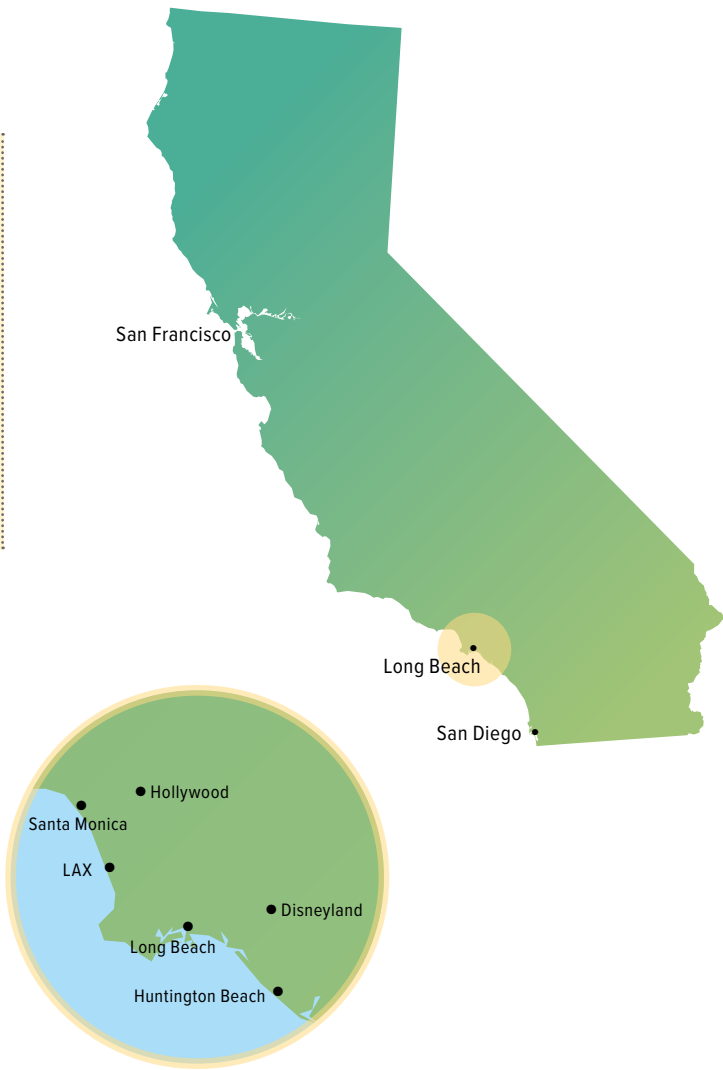 San Francisco
Long Beach
San Diego
Hollywood
Santa Monica
LAX
Disneyland
Long Beach
Huntington Beach